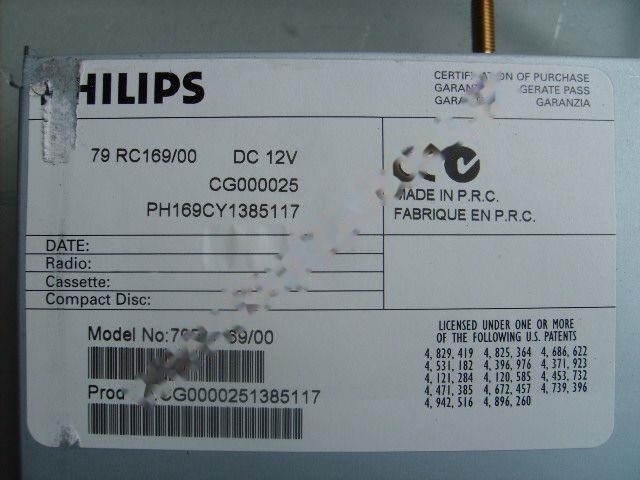 PHILIPS
OF PURCHASE
GERATE PASS
GARANZIA
79 RC169/00 DC 12V
CG000025
PH169CY1385117
MADE IN P.R.C.
FABRIQUE EN P.R.C.
DATE:
Radio:
Cassette:
Compact Disc:
Model No:79 69/00
Prod CG0000251385117
LICENSED UNDER ONE OR MORE
OF THE FOLLOWING U.S. PATENTS
4, 829, 419 4, 825, 364 4, 686, 622
4, 531, 182 4, 396, 976 4, 371, 923
4, 121, 284 4, 120, 585 4, 453, 732
4, 471, 385 4, 672, 457 4, 739, 396
4, 942, 516 4, 896, 260